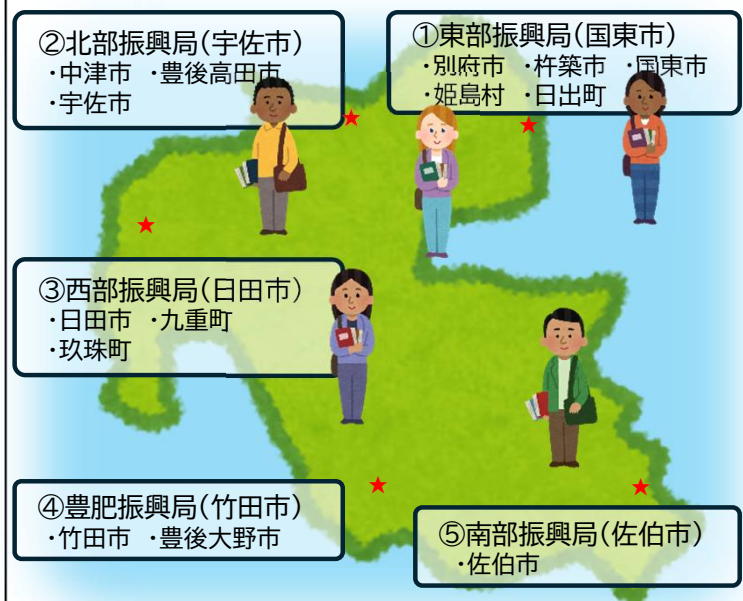 ②北部振興局(宇佐市)
・中津市 ・豊後高田市
・宇佐市
①東部振興局(国東市)
・別府市 ・杵築市 ・国東市
・姫島村 ・日出町
③西部振興局(日田市)
・日田市 ・九重町
・玖珠町
④豊肥振興局(竹田市)
・竹田市 ・豊後大野市
⑤南部振興局(佐伯市)
・佐伯市